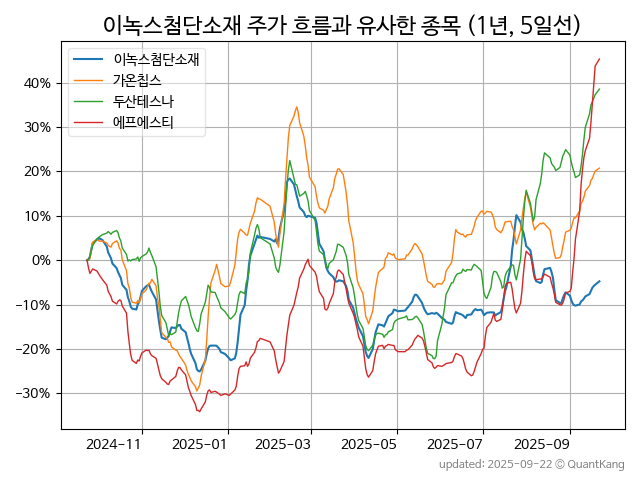 이녹스첨단소재 주가 흐름과 유사한 종목 (1년, 5일선)
이녹스첨단소재
가온칩스
두산테스나
에프에스티
40%
30%
20%
10%
0%
−10%
−20%
−30%
2024-11
2025-01
2025-03
2025-05
2025-07
2025-09
updated: 2025-09-22 © QuantKang